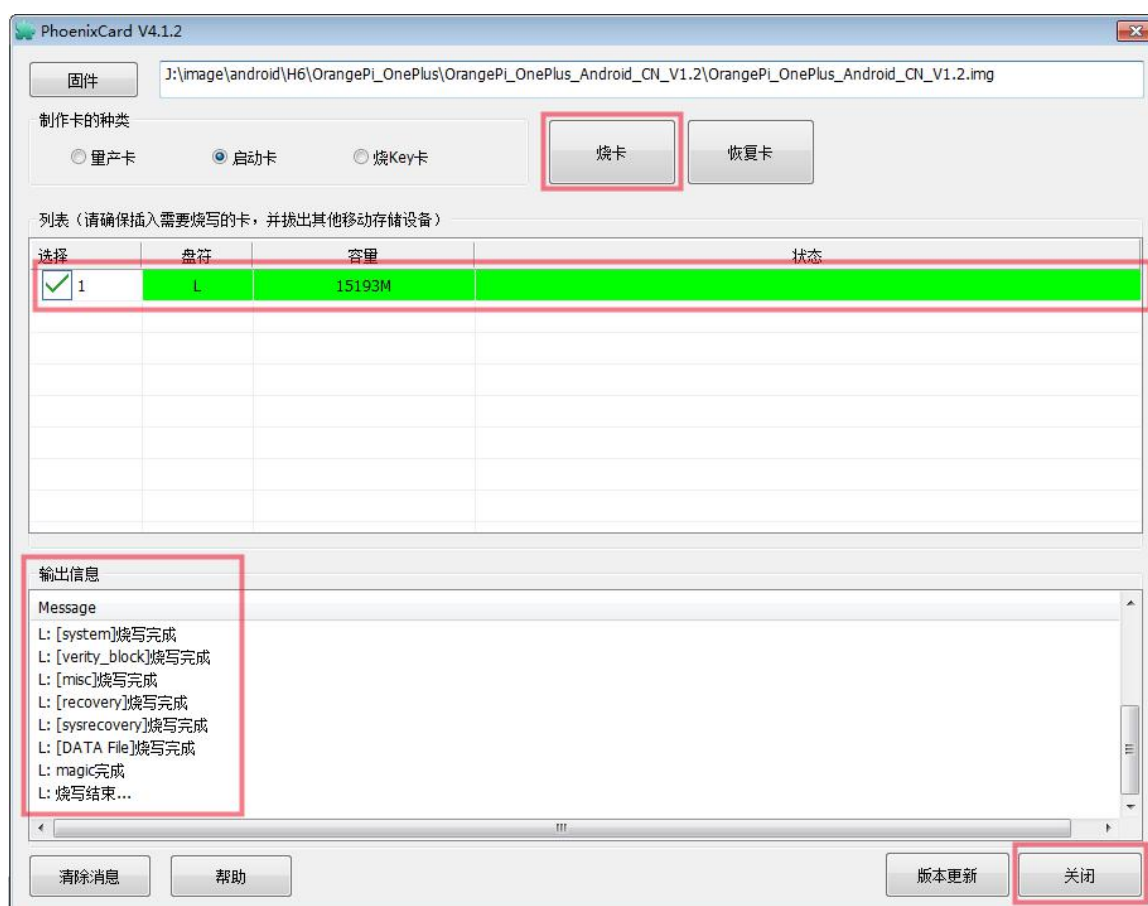 PhoenixCard V4.1.2
固件 J:\image\android\H6\OrangePi_OnePlus\OrangePi_OnePlus_Android_CN_V1.2\OrangePi_OnePlus_Android_CN_V1.2.img
制作卡的种类
量产卡 启动卡 烧Key卡 烧卡 恢复卡
列表（请确保插入需要烧写的卡，并拔出其他移动存储设备）
选择 盘符 容量 状态
1 L 15193M
输出信息
Message
L: [system]烧写完成
L: [verity_block]烧写完成
L: [misc]烧写完成
L: [recovery]烧写完成
L: [sysrecovery]烧写完成
L: [DATA File]烧写完成
L: magic完成
L: 烧写结束...
清除消息 帮助 版本更新 关闭